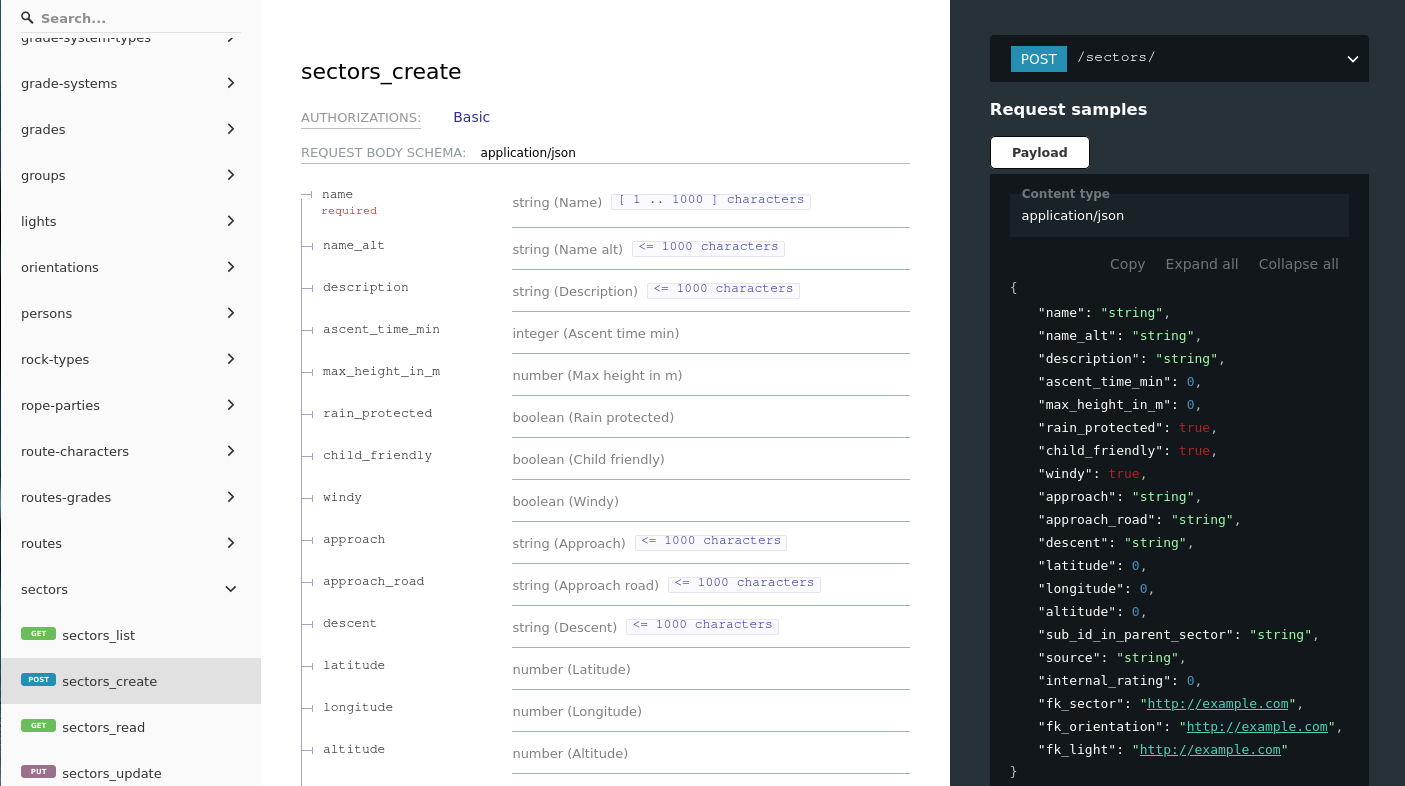 Search...
grade-system-types
grade-systems
grades
groups
lights
orientations
persons
rock-types
rope-parties
route-characters
routes-grades
routes
sectors
GET sectors_list
POST sectors_create
GET sectors_read
PUT sectors_update
sectors_create
AUTHORIZATIONS: Basic
REQUEST BODY SCHEMA: application/json
name
required
string (Name) [ 1 .. 1000 ] characters
name_alt string (Name alt) <= 1000 characters
description string (Description) <= 1000 characters
ascent_time_min integer (Ascent time min)
max_height_in_m number (Max height in m)
rain_protected boolean (Rain protected)
child_friendly boolean (Child friendly)
windy boolean (Windy)
approach string (Approach) <= 1000 characters
approach_road string (Approach road) <= 1000 characters
descent string (Descent) <= 1000 characters
latitude number (Latitude)
longitude number (Longitude)
altitude number (Altitude)
POST /sectors/
Request samples
Payload
Content type
application/json
Copy Expand all Collapse all
{
"name": "string",
"name_alt": "string",
"description": "string",
"ascent_time_min": 0,
"max_height_in_m": 0,
"rain_protected": true,
"child_friendly": true,
"windy": true,
"approach": "string",
"approach_road": "string",
"descent": "string",
"latitude": 0,
"longitude": 0,
"altitude": 0,
"sub_id_in_parent_sector": "string",
"source": "string",
"internal_rating": 0,
"fk_sector": "http://example.com",
"fk_orientation": "http://example.com",
"fk_light": "http://example.com"
}